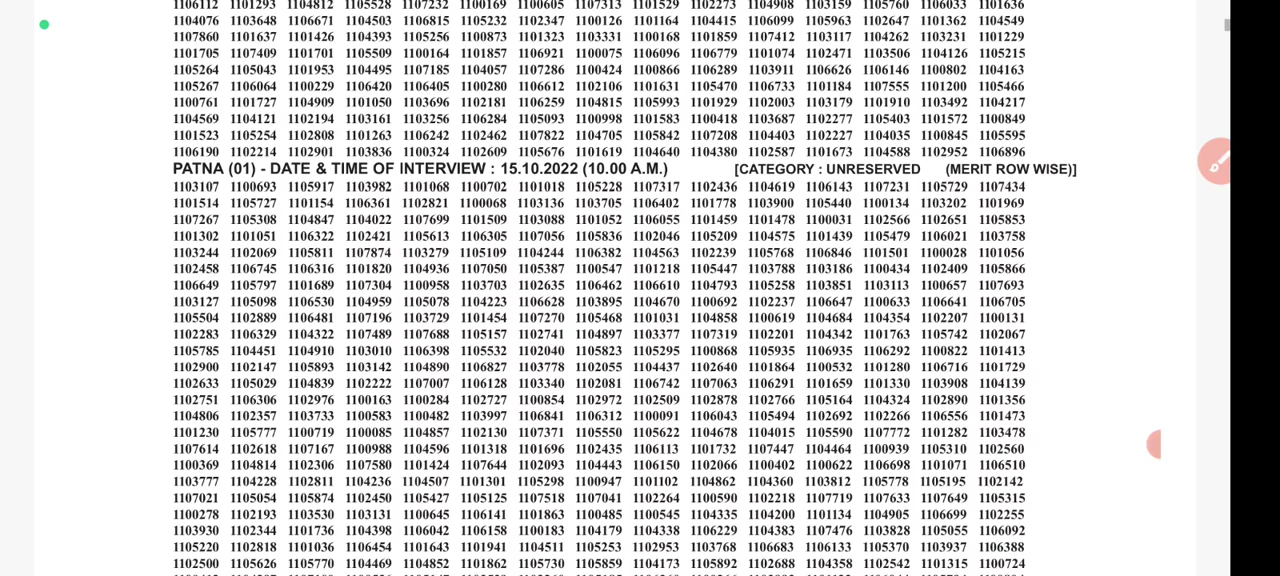 1106112 1101293 1104812 1105528 1107232 1100169 1100605 1107313 1101529 1102273 1104908 1103159 1105760 1106033 1101636
1104076 1103648 1106671 1104503 1106815 1105232 1102347 1100126 1101164 1104415 1106099 1105963 1102647 1101362 1104549
1107860 1101637 1101426 1104393 1105256 1100873 1101323 1103331 1100168 1101859 1107412 1103117 1104262 1103231 1101229
1101705 1107409 1101701 1105509 1100164 1101857 1106921 1100075 1106096 1106779 1101074 1102471 1103506 1104126 1105215
1105264 1105043 1101953 1104495 1107185 1104057 1107286 1100424 1100866 1106289 1103911 1106626 1106146 1100802 1104163
1105267 1106064 1100229 1106420 1106405 1100280 1106612 1102106 1101631 1105470 1106733 1101184 1107555 1101200 1105466
1100761 1101727 1104909 1101050 1103696 1102181 1106259 1104815 1105993 1101929 1102003 1103179 1101910 1103492 1104217
1104569 1104121 1102194 1103161 1103256 1106284 1105093 1100998 1101583 1100418 1103687 1102277 1105403 1101572 1100849
1101523 1105254 1102808 1101263 1106242 1102462 1107822 1104705 1105842 1107208 1104403 1102227 1104035 1100845 1105595
1106190 1102214 1102901 1103836 1100324 1102609 1105676 1101619 1104640 1104380 1102587 1101673 1104588 1102952 1106896
PATNA (01) - DATE & TIME OF INTERVIEW : 15.10.2022 (10.00 A.M.) [CATEGORY : UNRESERVED (MERIT ROW WISE)]
1103107 1100693 1105917 1103982 1101068 1100702 1101018 1105228 1107317 1102436 1104619 1106143 1107231 1105729 1107434
1101514 1105727 1101154 1106361 1102821 1100068 1103136 1103705 1106402 1101778 1103900 1105440 1100134 1103202 1101969
1107267 1105308 1104847 1104022 1107699 1101509 1103088 1101052 1106055 1101459 1101478 1100031 1102566 1102651 1105853
1101302 1101051 1106322 1102421 1105613 1106305 1107056 1105836 1102046 1105209 1104575 1101439 1105479 1106021 1103758
1103244 1102069 1105811 1107874 1103279 1105109 1104244 1106382 1104563 1102239 1105768 1106846 1101501 1100028 1101056
1102458 1106745 1106316 1101820 1104936 1107050 1105387 1100547 1101218 1105447 1103788 1103186 1100434 1102409 1105866
1106649 1105797 1101689 1107304 1100958 1103703 1102635 1106462 1106610 1104793 1105258 1103851 1103113 1100657 1107693
1103127 1105098 1106530 1104959 1105078 1104223 1106628 1103895 1104670 1100692 1102237 1106647 1100633 1106641 1106705
1105504 1102889 1106481 1107196 1103729 1101454 1107270 1105468 1101031 1104858 1100619 1104684 1104354 1102207 1100131
1102283 1106329 1104322 1107489 1107688 1105157 1102741 1104897 1103377 1107319 1102201 1104342 1101763 1105742 1102067
1105785 1104451 1104910 1103010 1106398 1105532 1102040 1105823 1105295 1100868 1105935 1106935 1106292 1100822 1101413
1102900 1102147 1105893 1103142 1104890 1106827 1103778 1102055 1104437 1102640 1101864 1100532 1101280 1106716 1101729
1102633 1105029 1104839 1102222 1107007 1106128 1103340 1102081 1106742 1107063 1106291 1101659 1101330 1103908 1104139
1102751 1106306 1102976 1100163 1100284 1102727 1100854 1102972 1102509 1102878 1102766 1105164 1104324 1102890 1101356
1104806 1102357 1103733 1100583 1100482 1103997 1106841 1106312 1100091 1106043 1105494 1102692 1102266 1106556 1101473
1101230 1105777 1100719 1100085 1104857 1102130 1107371 1105550 1105622 1104678 1104015 1105590 1107772 1101282 1103478
1107614 1102618 1107167 1100988 1104596 1101318 1101696 1102435 1106113 1101732 1107447 1104464 1100939 1105310 1102560
1100369 1104814 1102306 1107580 1101424 1107644 1102093 1104443 1106150 1102066 1100402 1100622 1106698 1101071 1106510
1103777 1104228 1102811 1104236 1104507 1101301 1105298 1100947 1101102 1104862 1104360 1103812 1105778 1105195 1102142
1107021 1105054 1105874 1102450 1105427 1105125 1107518 1107041 1102264 1100590 1102218 1107719 1107633 1107649 1105315
1100278 1102193 1103530 1103131 1100645 1106141 1101863 1100485 1100545 1104335 1104200 1101134 1104905 1106699 1102255
1103930 1102344 1101736 1104398 1106042 1106158 1100183 1104179 1104338 1106229 1104383 1107476 1103828 1105055 1106092
1105220 1102818 1101036 1106454 1101643 1101941 1104511 1105253 1102953 1103768 1106683 1106133 1105370 1103937 1106388
1102500 1105626 1105770 1104469 1104852 1101862 1105730 1105859 1104173 1105892 1102688 1104358 1102542 1101315 1100724